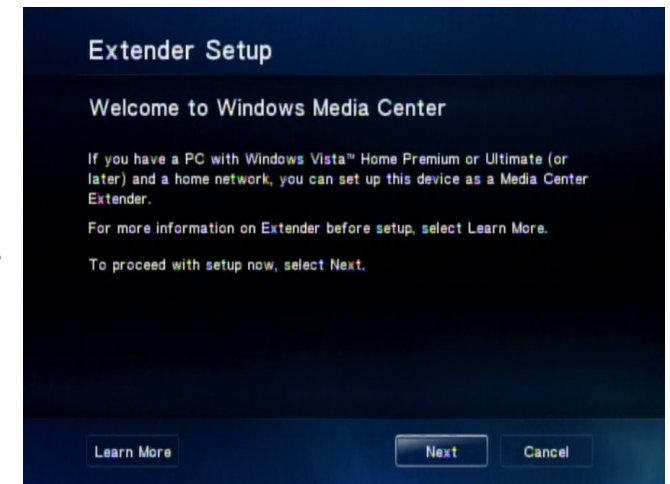 Extender Setup
Welcome to Windows Media Center
If you have a PC with Windows Vista™ Home Premium or Ultimate (or
later) and a home network, you can set up this device as a Media Center
Extender.
For more information on Extender before setup, select Learn More.
To proceed with setup now, select Next.
Learn More
Next
Cancel